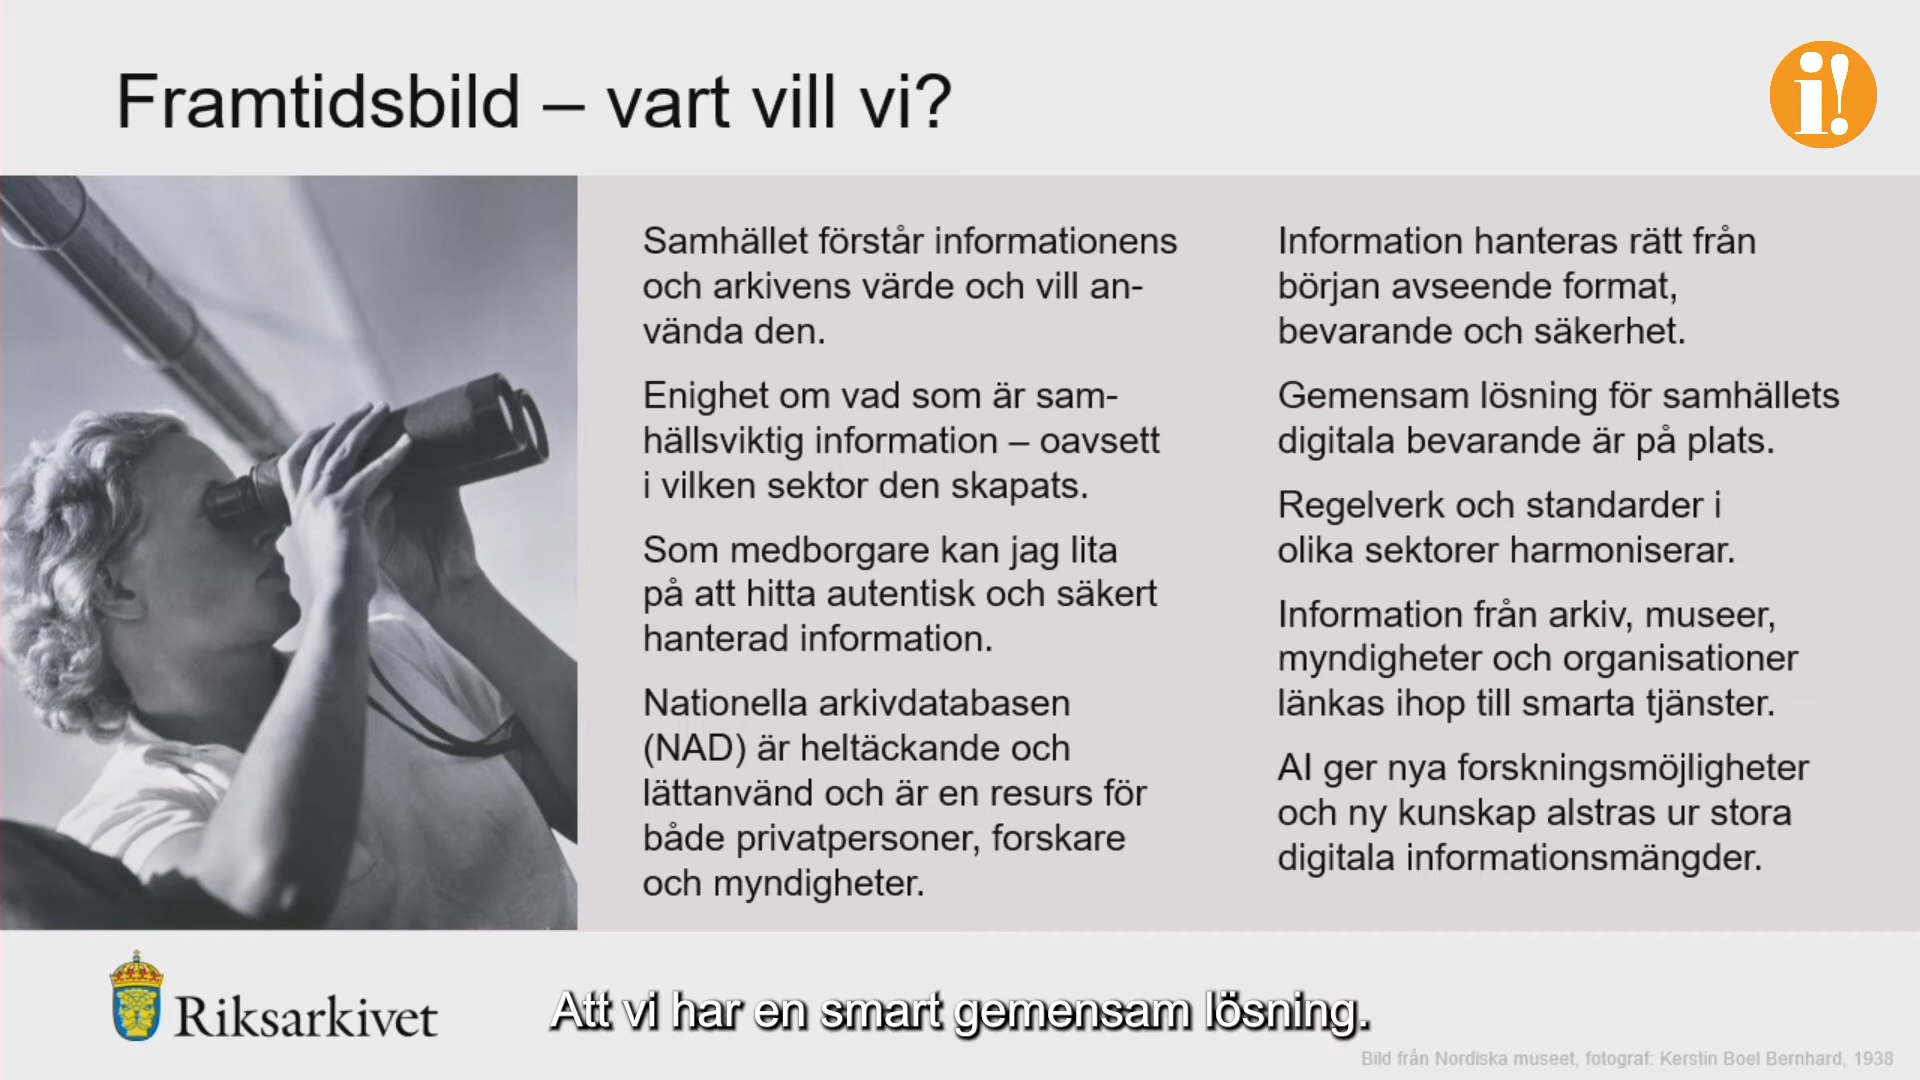 Framtidsbild – vart vill vi?
i!
Samhället förstår informationens
och arkivens värde och vill an-
vända den.
Enighet om vad som är sam-
hällsviktig information – oavsett
i vilken sektor den skapats.
Som medborgare kan jag lita
på att hitta autentisk och säkert
hanterad information.
Nationella arkivdatabasen
(NAD) är heltäckande och
lättanvänd och är en resurs för
både privatpersoner, forskare
och myndigheter.
Information hanteras rätt från
början avseende format,
bevarande och säkerhet.
Gemensam lösning för samhällets
digitala bevarande är på plats.
Regelverk och standarder i
olika sektorer harmoniserar.
Information från arkiv, museer,
myndigheter och organisationer
länkas ihop till smarta tjänster.
AI ger nya forskningsmöjligheter
och ny kunskap alstras ur stora
digitala informationsmängder.
Riksarkivet
Att vi har en smart gemensam lösning.
Bild från Nordiska museet, fotograf: Kerstin Boel Bernhard, 1938